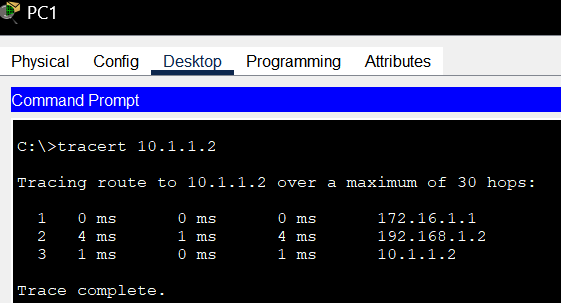 PC1
Physical Config Desktop Programming Attributes
Command Prompt
C:\>tracert 10.1.1.2
Tracing route to 10.1.1.2 over a maximum of 30 hops:
1 0 ms 0 ms 0 ms 172.16.1.1
2 4 ms 1 ms 4 ms 192.168.1.2
3 1 ms 0 ms 1 ms 10.1.1.2
Trace complete.